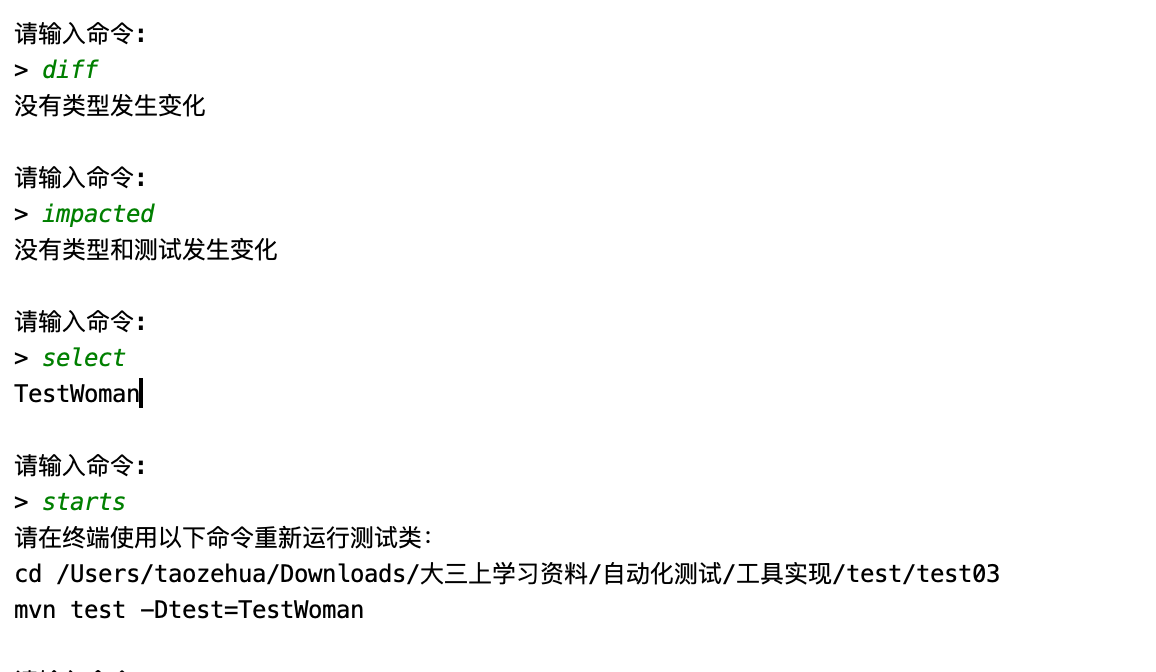 请输入命令:
> diff
没有类型发生变化
请输入命令:
> impacted
没有类型和测试发生变化
请输入命令:
> select
TestWoman
请输入命令:
> starts
请在终端使用以下命令重新运行测试类：
cd /Users/taozehua/Downloads/大三上学习资料/自动化测试/工具实现/test/test03
mvn test -Dtest=TestWoman